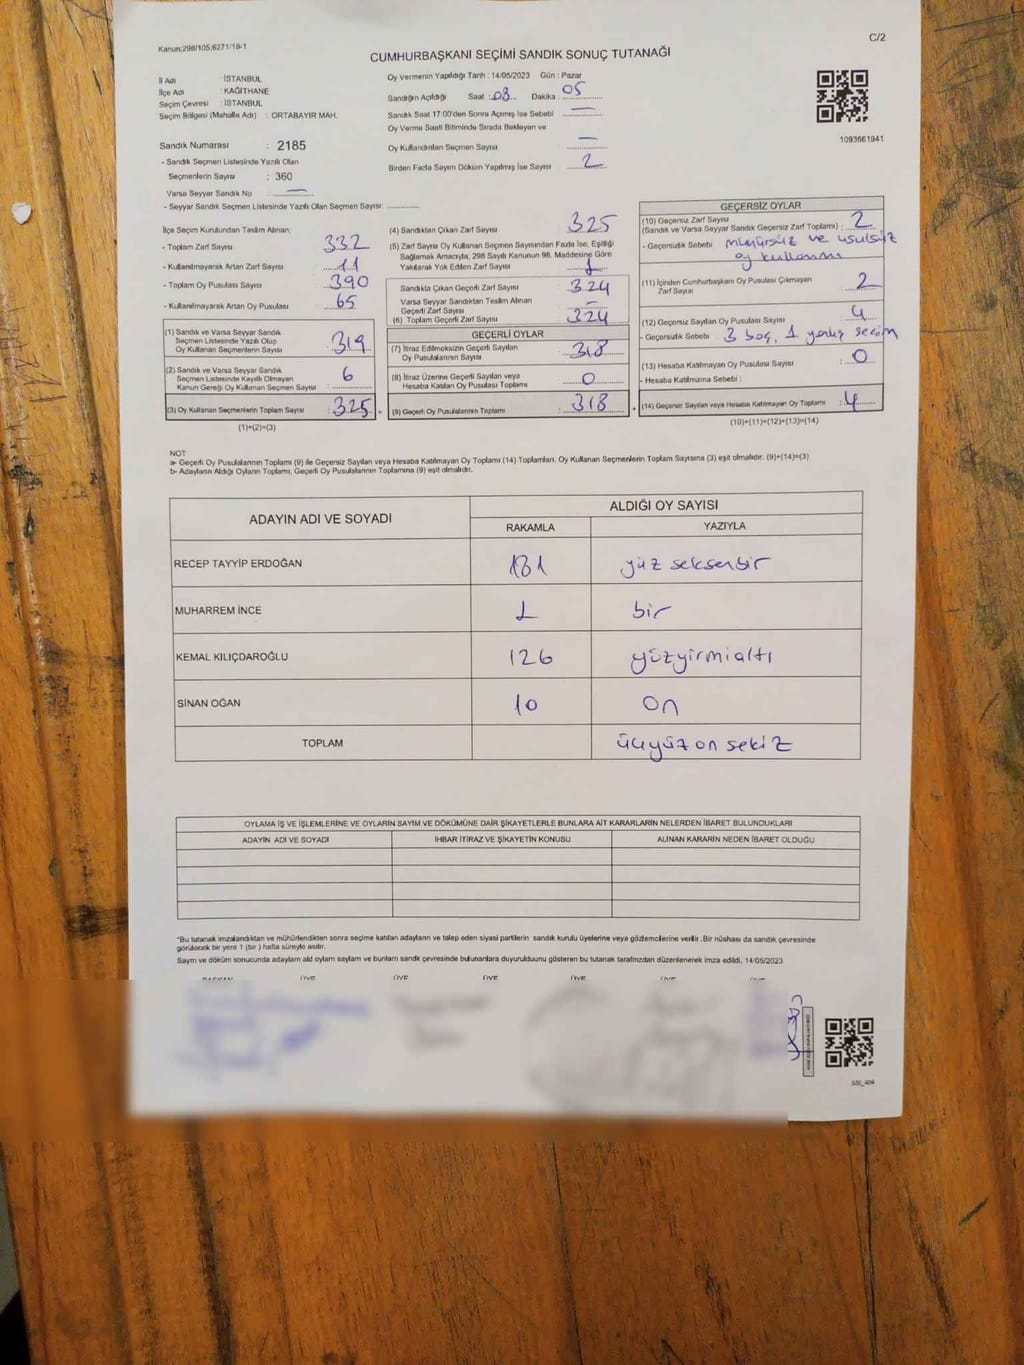 Kanun:298/105,6271/18-1
C/2
CUMHURBAŞKANI SEÇİMİ SANDIK SONUÇ TUTANAĞI
İl Adı : İSTANBUL
İlçe Adı : KAĞITHANE
Seçim Çevresi : İSTANBUL
Seçim Bölgesi (Mahalle Adı) : ORTABAYIR MAH.
Sandık Numarası : 2185
- Sandık Seçmen Listesinde Yazılı Olan
Seçmenlerin Sayısı : 360
Varsa Seyyar Sandık No : —
- Seyyar Sandık Seçmen Listesinde Yazılı Olan Seçmen Sayısı: ............
Oy Vermenin Yapıldığı Tarih : 14/05/2023 Gün : Pazar
Sandığın Açıldığı Saat : 08 Dakika : 05
Sandık Saat 17:00'den Sonra Açılmış İse Sebebi —
Oy Verme Saati Bitiminde Sırada Bekleyen ve
Oy Kullandırılan Seçmen Sayısı —
Birden Fazla Sayım Döküm Yapılmış İse Sayısı 2
1093661941
İlçe Seçim Kurulundan Teslim Alınan;
- Toplam Zarf Sayısı : 332
- Kullanılmayarak Artan Zarf Sayısı : 11
- Toplam Oy Pusulası Sayısı : 390
- Kullanılmayarak Artan Oy Pusulası : 65
(1) Sandık ve Varsa Seyyar Sandık
Seçmen Listesinde Yazılı Olup
Oy Kullanan Seçmenlerin Sayısı : 319
(2) Sandık ve Varsa Seyyar Sandık
Seçmen Listesinde Kayıtlı Olmayan
Kanun Gereği Oy Kullanan Seçmen Sayısı : 6
(3) Oy Kullanan Seçmenlerin Toplam Sayısı : 325 =
(1)+(2)=(3)
(4) Sandıktan Çıkan Zarf Sayısı 325
(5) Zarf Sayısı Oy Kullanan Seçmen Sayısından Fazla İse, Eşitliği
Sağlamak Amacıyla; 298 Sayılı Kanunun 98. Maddesine Göre
Yakılarak Yok Edilen Zarf Sayısı 1
Sandıkta Çıkan Geçerli Zarf Sayısı 324
Varsa Seyyar Sandıktan Teslim Alınan
Geçerli Zarf Sayısı —
(6) Toplam Geçerli Zarf Sayısı 324
GEÇERLİ OYLAR
(7) İtiraz Edilmeksizin Geçerli Sayılan
Oy Pusulalarının Sayısı 318
(8) İtiraz Üzerine Geçerli Sayılan veya
Hesaba Katılan Oy Pusulası Toplamı 0
(9) Geçerli Oy Pusulalarının Toplamı : 318 +
GEÇERSİZ OYLAR
(10) Geçersiz Zarf Sayısı
(Sandık ve Varsa Seyyar Sandık Geçersiz Zarf Toplamı) : 2
- Geçersizlik Sebebi : mühürsüz ve usulsüz
oy kullanımı
(11) İçinden Cumhurbaşkanı Oy Pusulası Çıkmayan
Zarf Sayısı 2
(12) Geçersiz Sayılan Oy Pusulası Sayısı 4
- Geçersizlik Sebebi : 3 boş, 1 yanlış seçim
(13) Hesaba Katılmayan Oy Pusulası Sayısı 0
- Hesaba Katılmama Sebebi :
(14) Geçersiz Sayılan veya Hesaba Katılmayan Oy Toplamı : 4
(10)+(11)+(12)+(13)=(14)
NOT:
a- Geçerli Oy Pusulalarının Toplamı (9) ile Geçersiz Sayılan veya Hesaba Katılmayan Oy Toplamı (14) Toplamları, Oy Kullanan Seçmenlerin Toplam Sayısına (3) eşit olmalıdır. (9)+(14)=(3)
b- Adayların Aldığı Oyların Toplamı, Geçerli Oy Pusulalarının Toplamına (9) eşit olmalıdır.
ADAYIN ADI VE SOYADI ALDIĞI OY SAYISI
RAKAMLA YAZIYLA
RECEP TAYYİP ERDOĞAN 181 yüz seksenbir
MUHARREM İNCE 1 bir
KEMAL KILIÇDAROĞLU 126 yüzyirmialtı
SİNAN OĞAN 10 on
TOPLAM üçyüz on sekiz
OYLAMA İŞ VE İŞLEMLERİNE VE OYLARIN SAYIM VE DÖKÜMÜNE DAİR ŞİKAYETLERLE BUNLARA AİT KARARLARIN NELERDEN İBARET BULUNDUKLARI
ADAYIN ADI VE SOYADI İHBAR İTİRAZ VE ŞİKAYETİN KONUSU ALINAN KARARIN NEDEN İBARET OLDUĞU
*Bu tutanak imzalandıktan ve mühürlendikten sonra seçime katılan adayların ve talep eden siyasi partilerin sandık kurulu üyelerine veya gözlemcilerine verilir. Bir nüshası da sandık çevresinde
görülecek bir yere 1 (bir) hafta süreyle asılır.
Sayım ve döküm sonucunda adayların aldığı oyların sayıları ve bunların sandık çevresinde bulunanlara duyurulduğunu gösteren bu tutanak tarafımızdan düzenlenerek imza edildi. 14/05/2023
BAŞKAN ÜYE ÜYE ÜYE ÜYE ÜYE ÜYE
SSİ_404